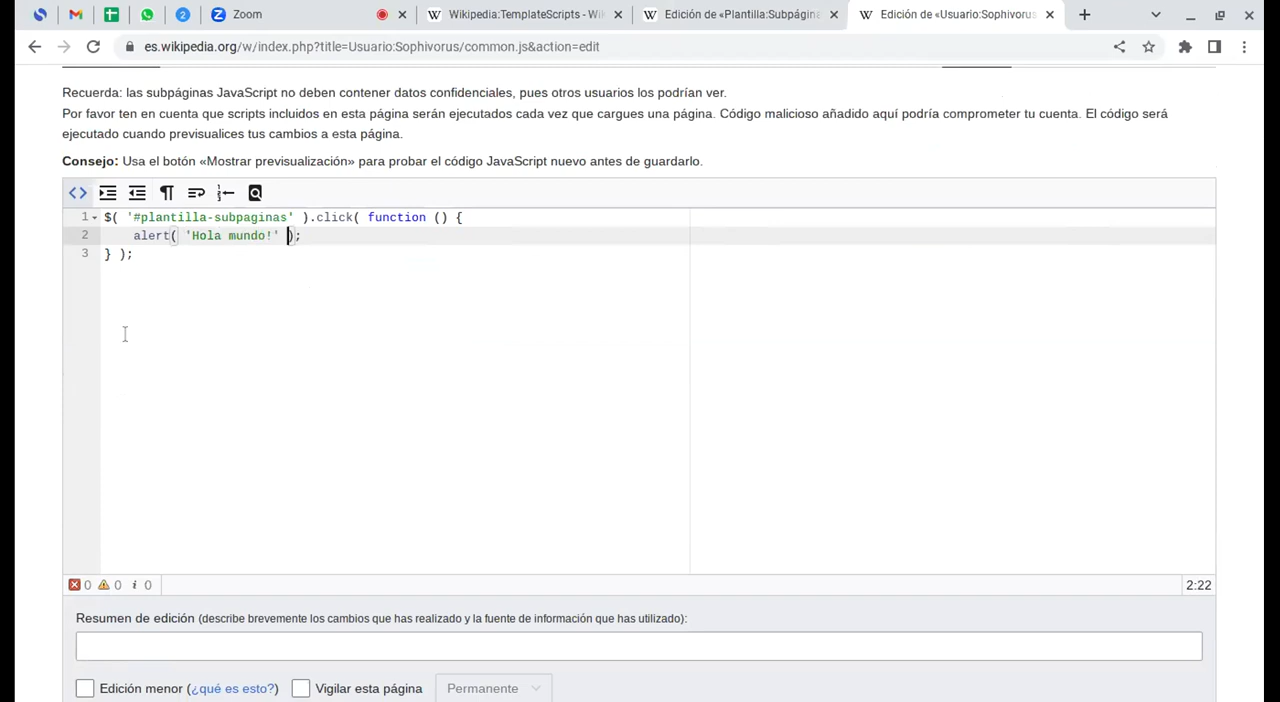 2 Zoom Wikipedia:TemplateScripts - Wi Edición de «Plantilla:Subpágina Edición de «Usuario:Sophivorus
es.wikipedia.org/w/index.php?title=Usuario:Sophivorus/common.js&action=edit
Recuerda: las subpáginas JavaScript no deben contener datos confidenciales, pues otros usuarios los podrían ver.
Por favor ten en cuenta que scripts incluidos en esta página serán ejecutados cada vez que cargues una página. Código malicioso añadido aquí podría comprometer tu cuenta. El código será
ejecutado cuando previsualices tus cambios a esta página.
Consejo: Usa el botón «Mostrar previsualización» para probar el código JavaScript nuevo antes de guardarlo.
1 $( '#plantilla-subpaginas' ).click( function () {
2 alert( 'Hola mundo!' );
3 } );
0 0 i 0 2:22
Resumen de edición (describe brevemente los cambios que has realizado y la fuente de información que has utilizado):
Edición menor (¿qué es esto?) Vigilar esta página Permanente